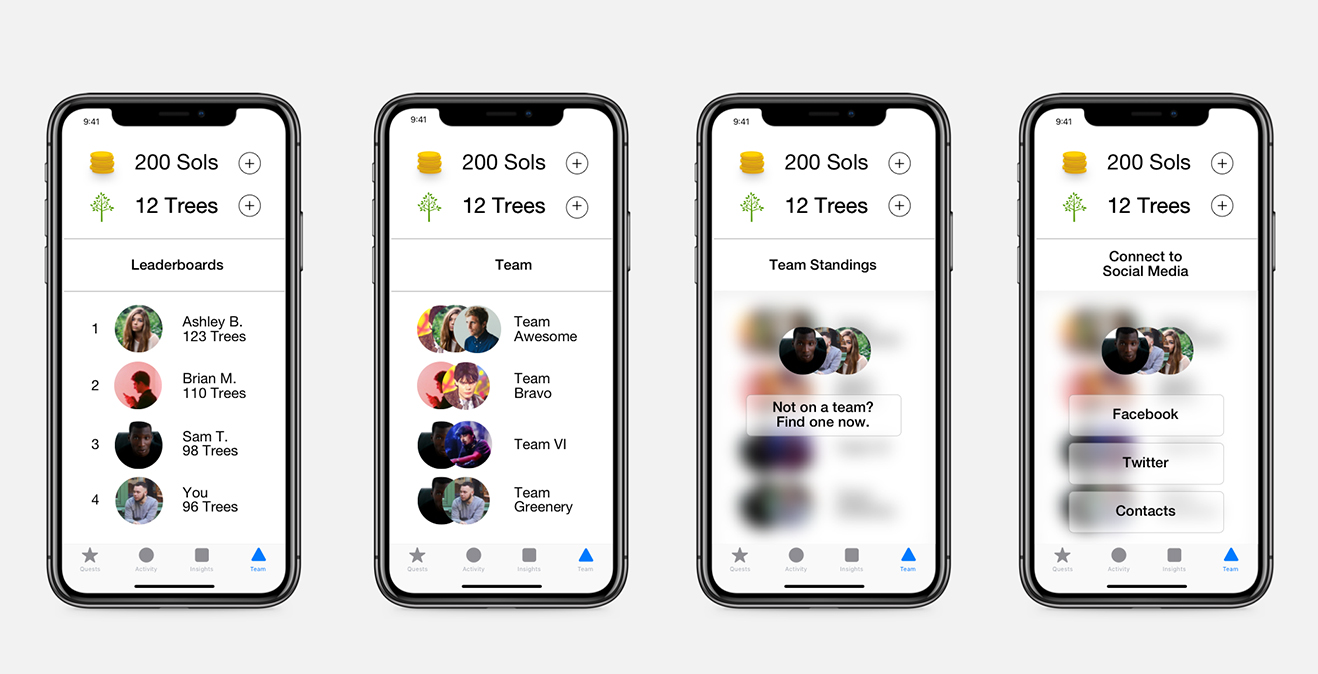 9:41
200 Sols
12 Trees
Leaderboards
1
Ashley B.
123 Trees
2
Brian M.
110 Trees
3
Sam T.
98 Trees
4
You
96 Trees
Quests
Activity
Insights
Team
9:41
200 Sols
12 Trees
Team
Team
Awesome
Team
Bravo
Team VI
Team
Greenery
Quests
Activity
Insights
Team
9:41
200 Sols
12 Trees
Team Standings
Not on a team?
Find one now.
Quests
Activity
Insights
Team
9:41
200 Sols
12 Trees
Connect to
Social Media
Facebook
Twitter
Contacts
Quests
Activity
Insights
Team